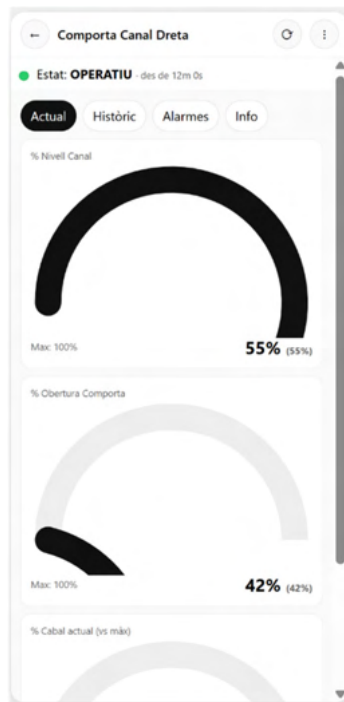 ← Comporta Canal Dreta
Estat: OPERATIU - des de 12m 0s
Actual Històric Alarmes Info
% Nivell Canal
Max: 100% 55% (55%)
% Obertura Comporta
Max: 100% 42% (42%)
% Cabal actual (vs màx)